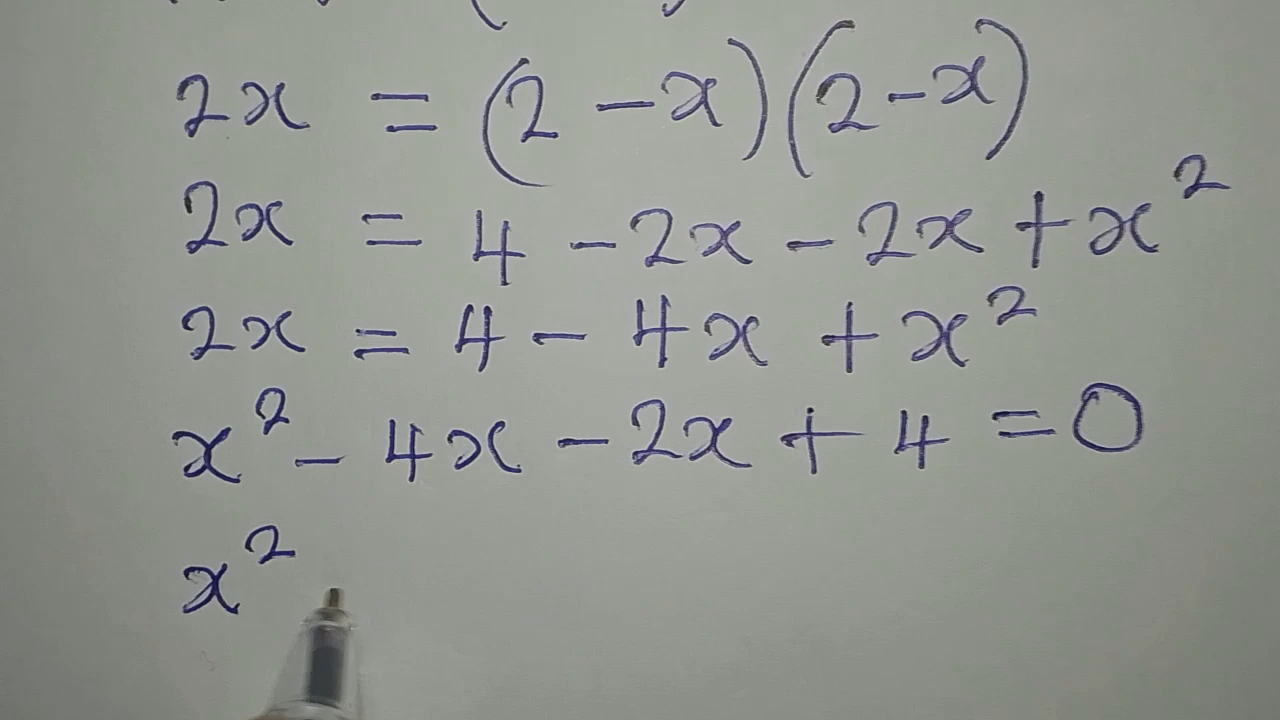 2x = (2 - x)(2 - x)
2x = 4 - 2x - 2x + x²
2x = 4 - 4x + x²
x² - 4x - 2x + 4 = 0
x²